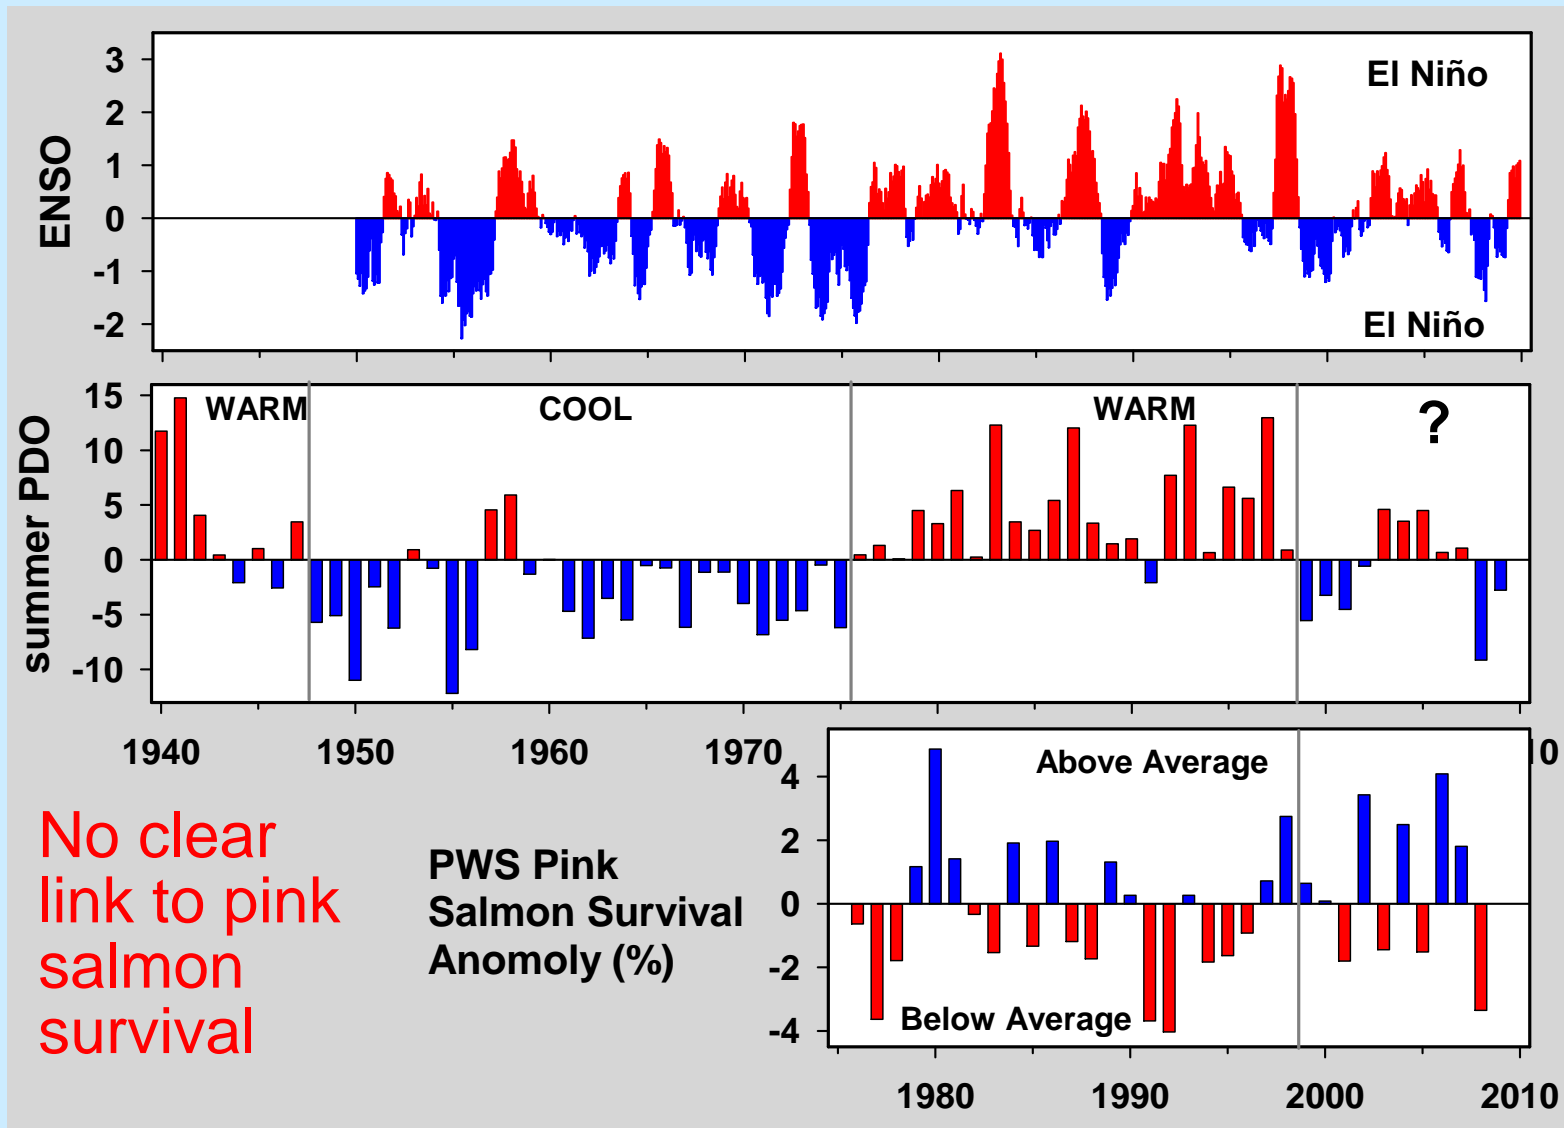 3
2
1
0
-1
-2
ENSO
El Niño
El Niño
15
10
5
0
-5
-10
summer PDO
WARM
COOL
WARM
?
1940
1950
1960
1970
10
4
2
0
-2
-4
Above Average
Below Average
1980
1990
2000
2010
No clear
link to pink
salmon
survival
PWS Pink
Salmon Survival
Anomoly (%)